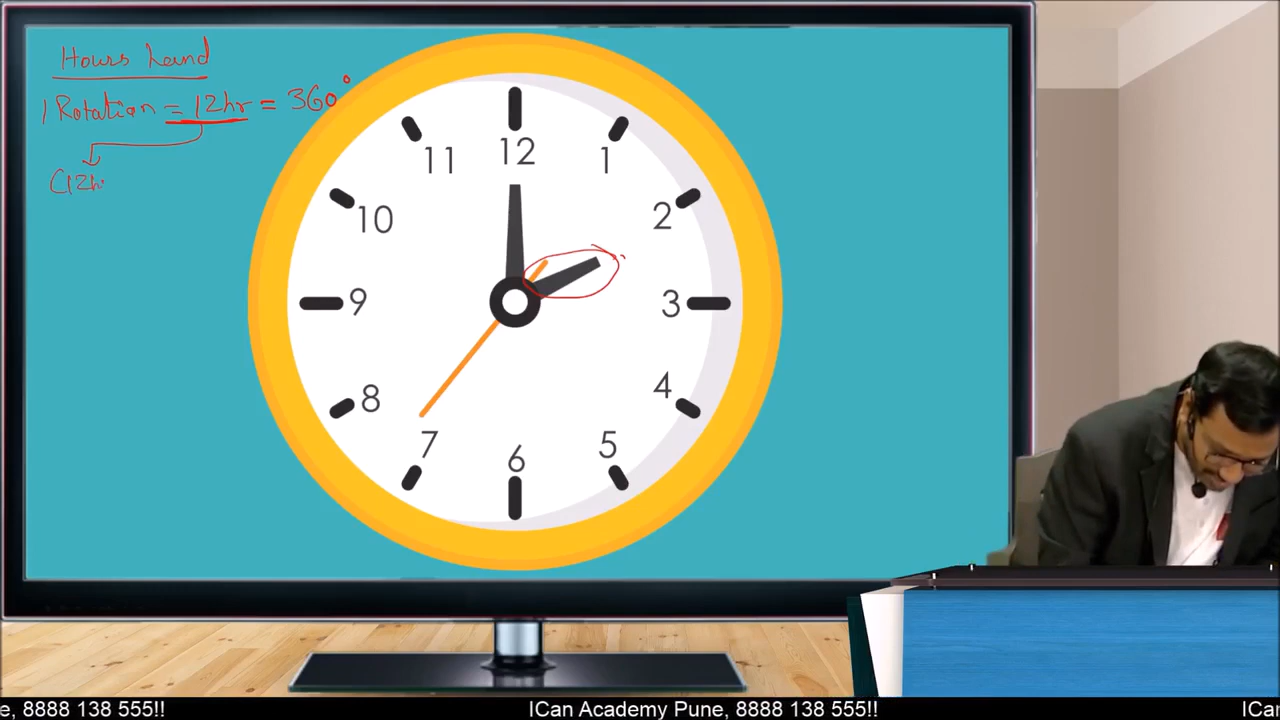 Hours hand
1 Rotation = 12hr = 360°
(12h
12
11
1
10
2
9
3
8
4
7
5
6
e, 8888 138 555!!
ICan Academy Pune, 8888 138 555!!
ICan